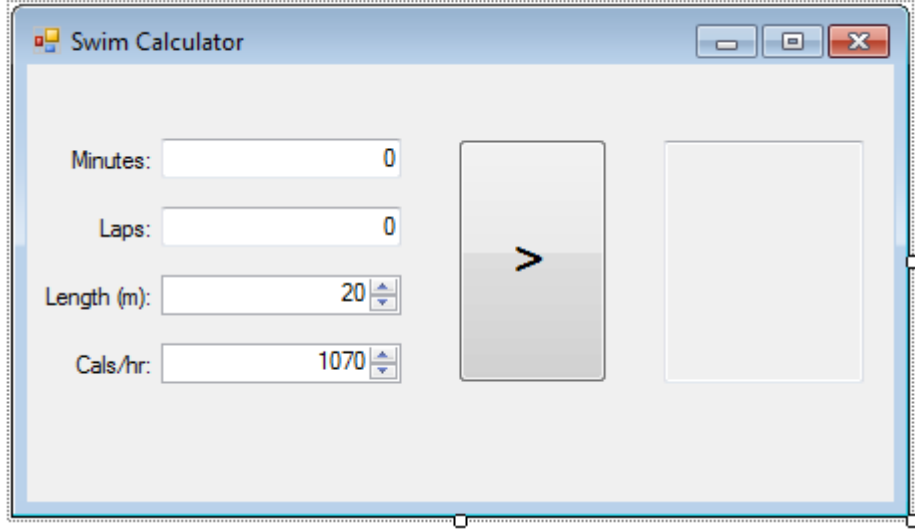 Swim Calculator
Minutes: 0
Laps: 0
Length (m): 20
Cals/hr: 1070
>